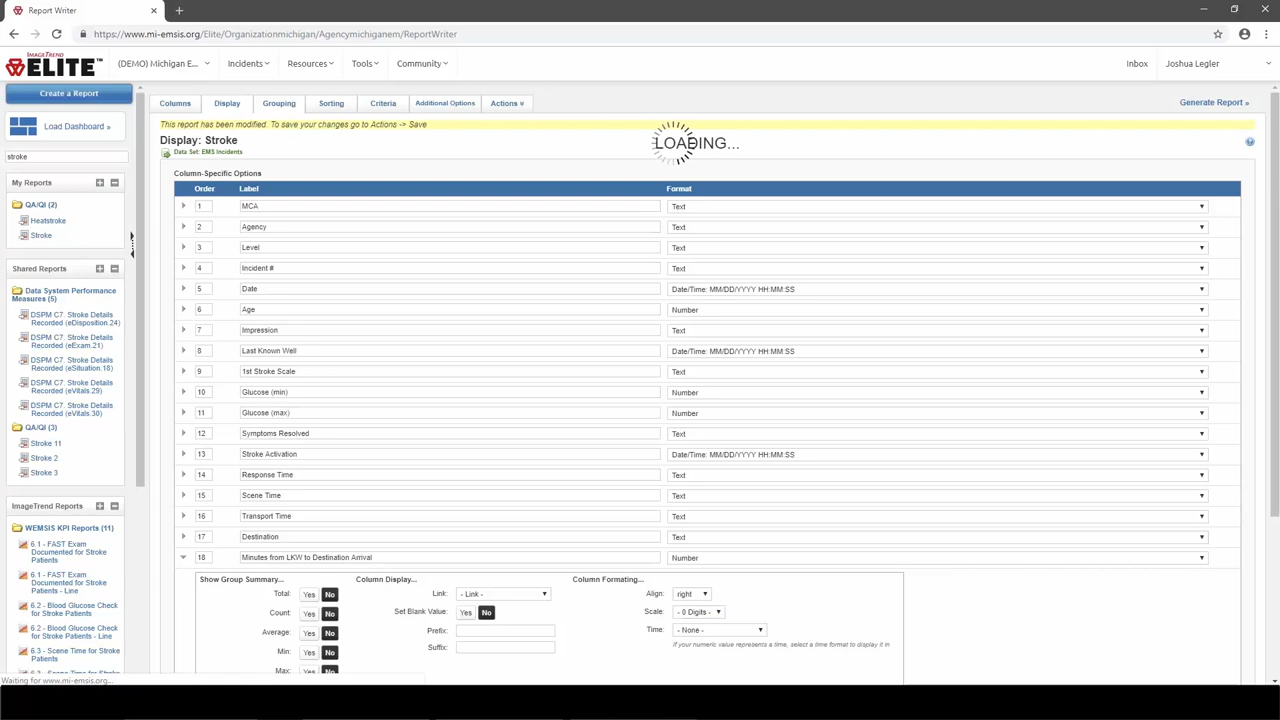 Report Writer
https://www.mi-emsis.org/Elite/Organizationmichigan/Agencymichiganem/ReportWriter
IMAGETREND
ELITE™
(DEMO) Michigan E...
Incidents
Resources
Tools
Community
Inbox
Joshua Legler
Create a Report
Load Dashboard »
stroke
My Reports
QA/QI (2)
Heatstroke
Stroke
Shared Reports
Data System Performance
Measures (5)
DSPM C7. Stroke Details
Recorded (eDisposition.24)
DSPM C7. Stroke Details
Recorded (eExam.21)
DSPM C7. Stroke Details
Recorded (eSituation.18)
DSPM C7. Stroke Details
Recorded (eVitals.29)
DSPM C7. Stroke Details
Recorded (eVitals.30)
QA/QI (3)
Stroke 11
Stroke 2
Stroke 3
ImageTrend Reports
WEMSIS KPI Reports (11)
6.1 - FAST Exam
Documented for Stroke
Patients
6.1 - FAST Exam
Documented for Stroke
Patients - Line
6.2 - Blood Glucose Check
for Stroke Patients
6.2 - Blood Glucose Check
for Stroke Patients - Line
6.3 - Scene Time for Stroke
Patients
Waiting for www.mi-emsis.org...
Columns
Display
Grouping
Sorting
Criteria
Additional Options
Actions
Generate Report »
This report has been modified. To save your changes go to Actions -> Save
Display: Stroke
Data Set: EMS Incidents
LOADING...
Column-Specific Options
Order Label Format
1 MCA Text
2 Agency Text
3 Level Text
4 Incident # Text
5 Date Date/Time: MM/DD/YYYY HH:MM:SS
6 Age Number
7 Impression Text
8 Last Known Well Date/Time: MM/DD/YYYY HH:MM:SS
9 1st Stroke Scale Text
10 Glucose (min) Number
11 Glucose (max) Number
12 Symptoms Resolved Text
13 Stroke Activation Date/Time: MM/DD/YYYY HH:MM:SS
14 Response Time Text
15 Scene Time Text
16 Transport Time Text
17 Destination Text
18 Minutes from LKW to Destination Arrival Number
Show Group Summary... Column Display... Column Formating...
Total: Yes No Link: - Link - Align: right
Count: Yes No Set Blank Value: Yes No Scale: - 0 Digits -
Average: Yes No Prefix: Time: - None -
Min: Yes No Suffix: If your numeric value represents a time, select a time format to display it in
Max: Yes No